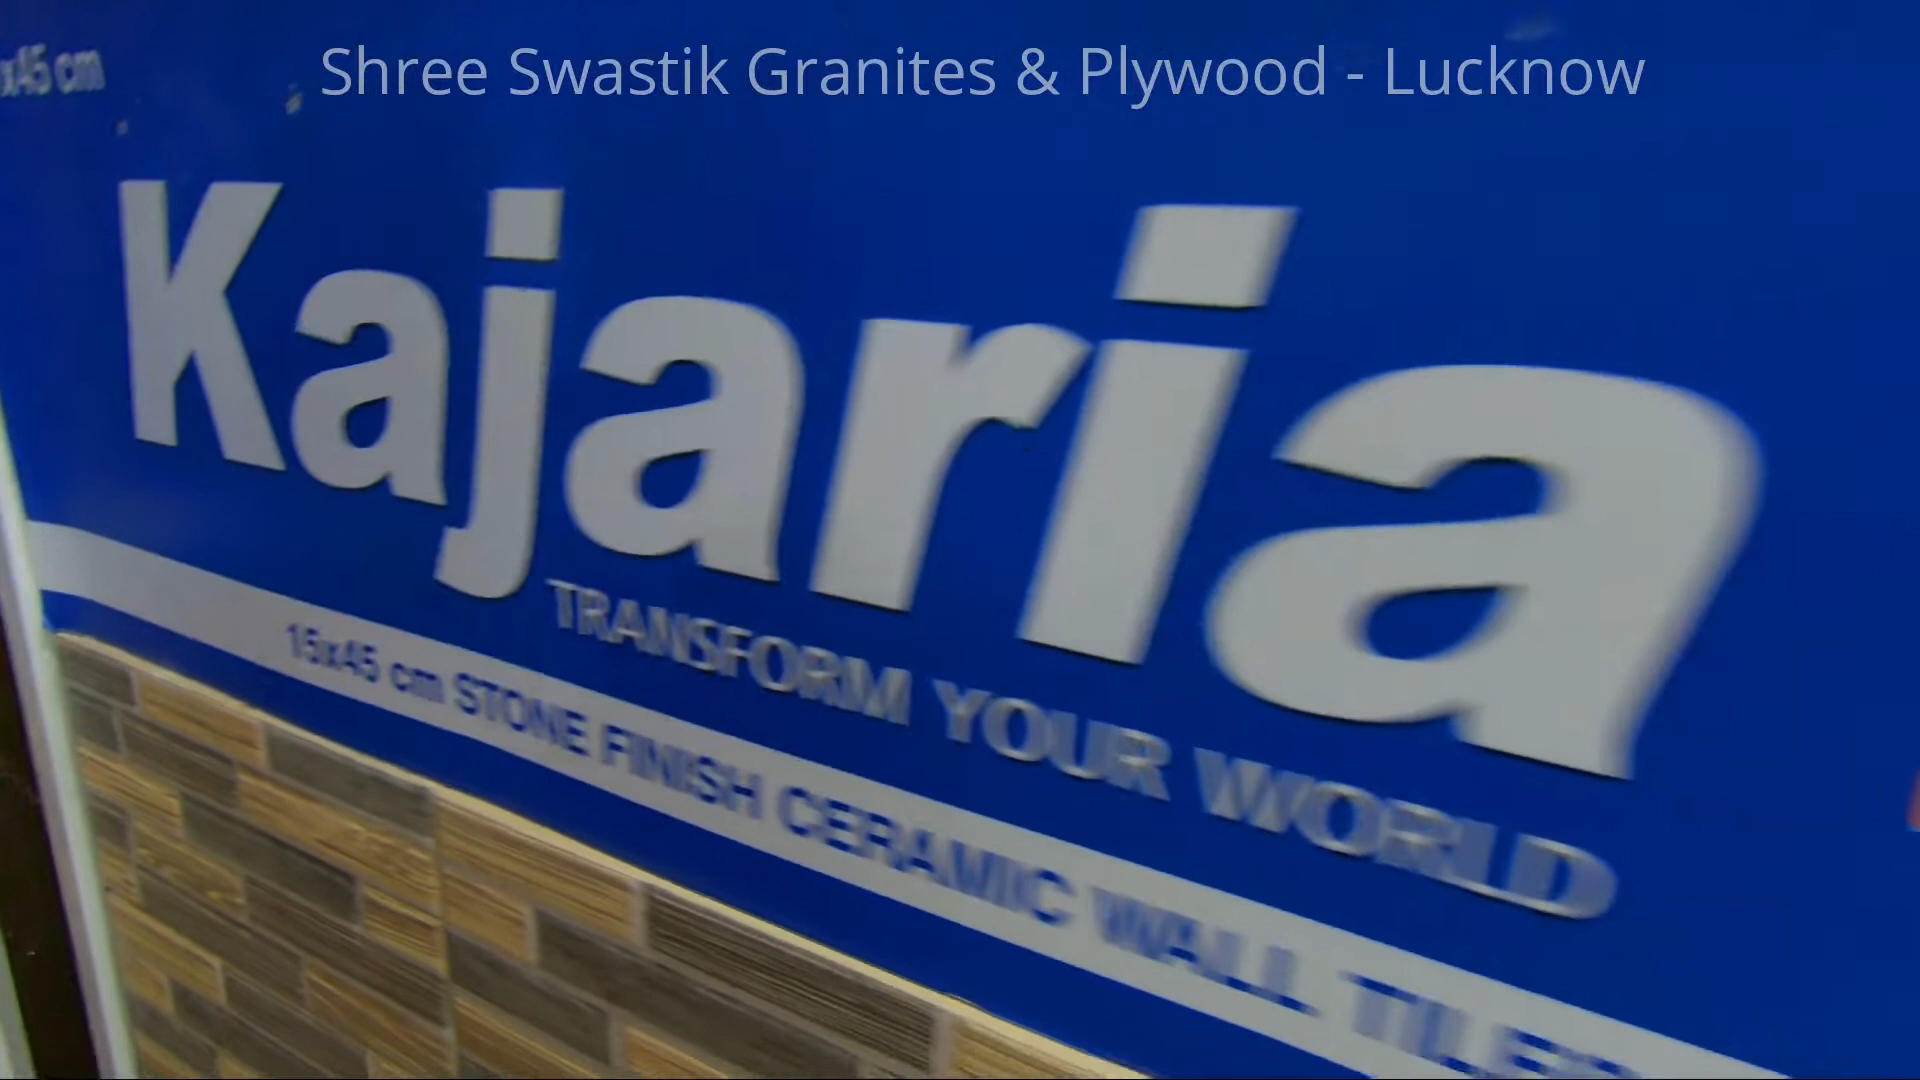 Shree Swastik Granites & Plywood - Lucknow
x45 cm
Kajaria
TRANSFORM YOUR WORLD
15x45 cm STONE FINISH CERAMIC WALL TILES